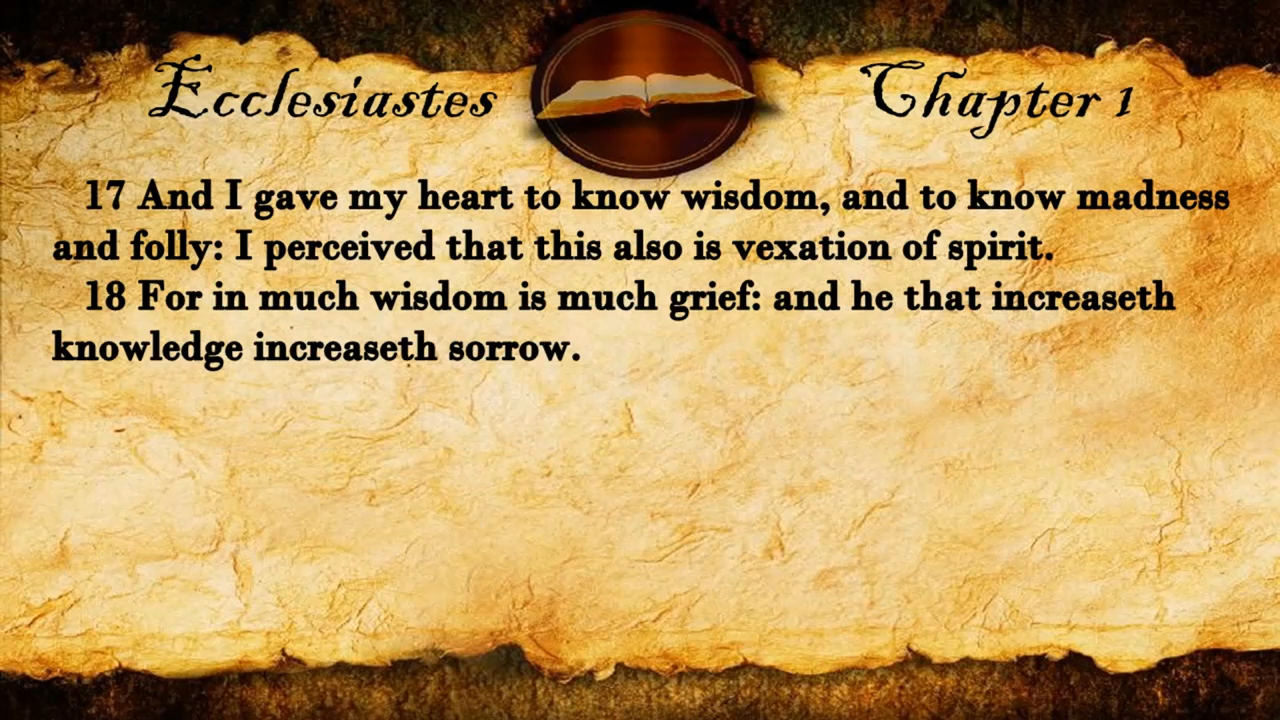 Ecclesiastes Chapter 1
17 And I gave my heart to know wisdom, and to know madness
and folly: I perceived that this also is vexation of spirit.
18 For in much wisdom is much grief: and he that increaseth
knowledge increaseth sorrow.